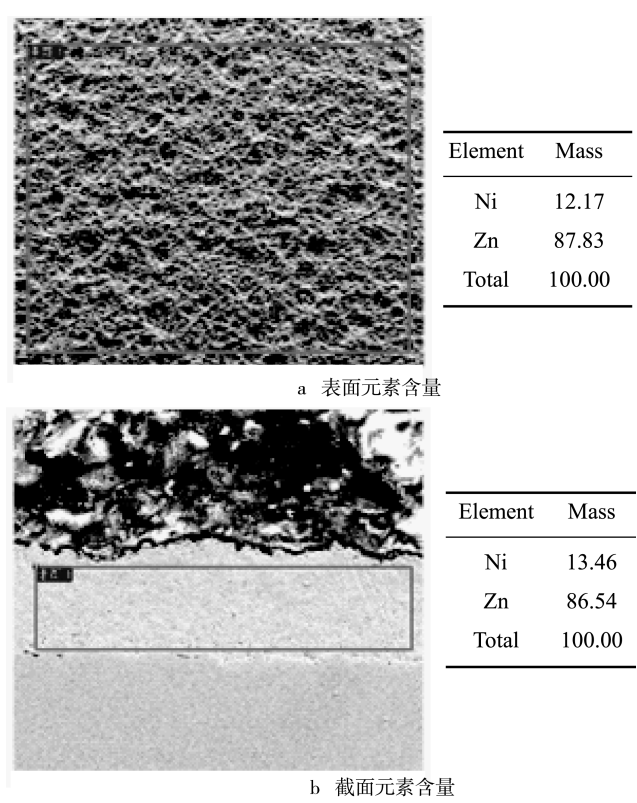 Element Mass
Ni 12.17
Zn 87.83
Total 100.00
a 表面元素含量
Element Mass
Ni 13.46
Zn 86.54
Total 100.00
b 截面元素含量